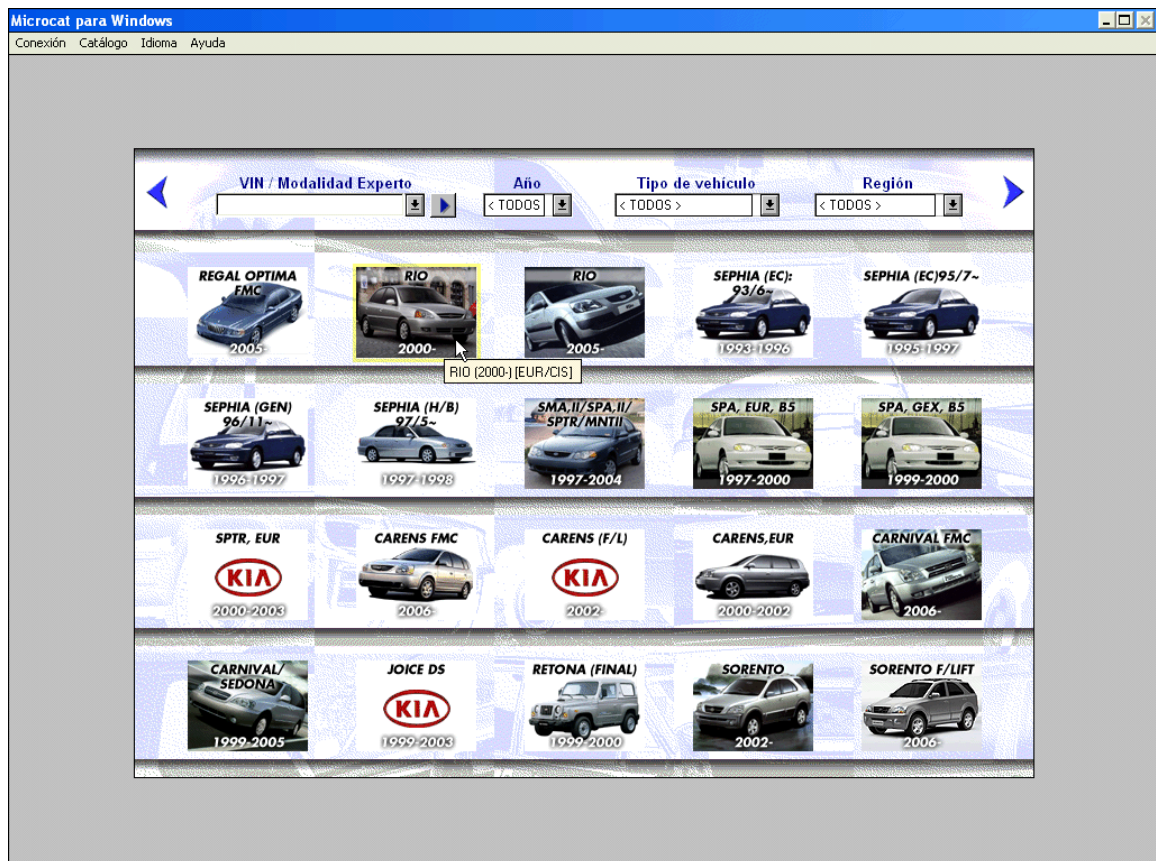 Microcat para Windows
Conexión Catálogo Idioma Ayuda
VIN / Modalidad Experto Año Tipo de vehículo Región
< TODOS < TODOS > < TODOS >
REGAL OPTIMA
FMC
2005-
RIO
2000-
RIO
2005-
SEPHIA (EC):
93/6~
1993-1996
SEPHIA (EC)95/7~
1995-1997
RIO (2000-) [EUR/CIS]
SEPHIA (GEN)
96/11~
1996-1997
SEPHIA (H/B)
97/5~
1997-1998
SMA,II/SPA,II/
SPTR/MNTII
1997-2004
SPA, EUR, B5
1997-2000
SPA, GEX, B5
1999-2000
SPTR, EUR
KIA
2000-2003
CARENS FMC
2006-
CARENS (F/L)
KIA
2002-
CARENS,EUR
2000-2002
CARNIVAL FMC
2006-
CARNIVAL/
SEDONA
1999-2005
JOICE DS
KIA
1999-2003
RETONA (FINAL)
1999-2000
SORENTO
2002-
SORENTO F/LIFT
2006-